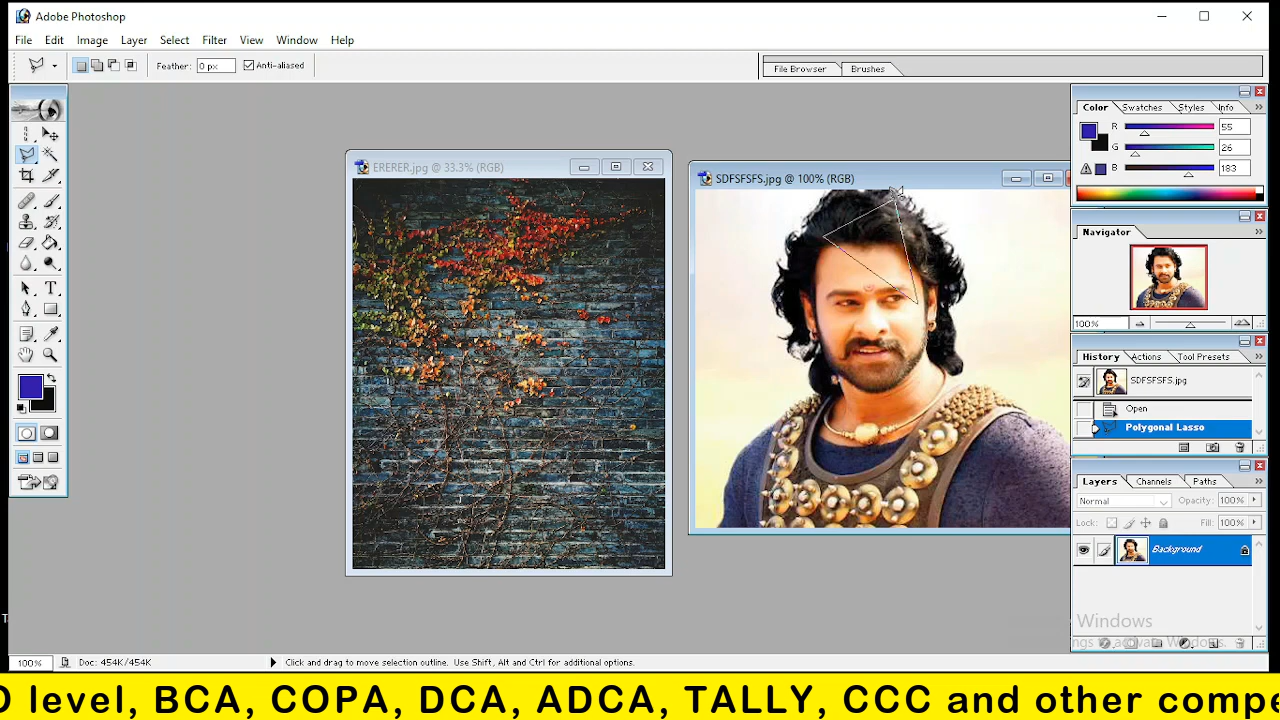 Adobe Photoshop
File Edit Image Layer Select Filter View Window Help
Feather: 0 px Anti-aliased File Browser Brushes
ERERER.jpg @ 33.3% (RGB)
SDFSFSFS.jpg @ 100% (RGB)
Color Swatches Styles Info
R 55
G 26
B 183
Navigator
100%
History Actions Tool Presets
SDFSFSFS.jpg
Open
Polygonal Lasso
Layers Channels Paths
Normal Opacity: 100%
Lock: Fill: 100%
Background
Windows
ngs to activate Windows.
100% Doc: 454K/454K Click and drag to move selection outline. Use Shift, Alt and Ctrl for additional options.
O level, BCA, COPA, DCA, ADCA, TALLY, CCC and other compe